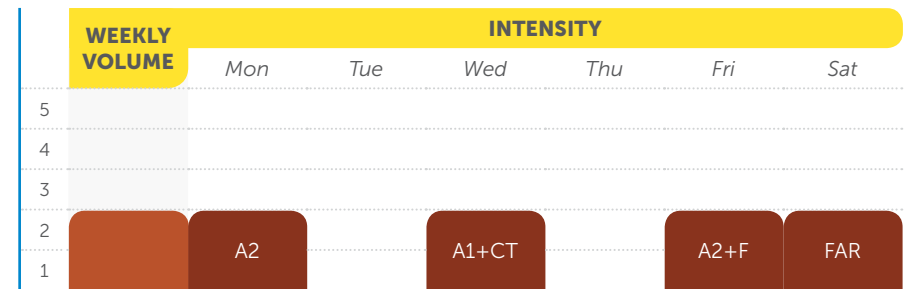 WEEKLY
VOLUME
INTENSITY
Mon Tue Wed Thu Fri Sat
5
4
3
2
1
A2 A1+CT A2+F FAR